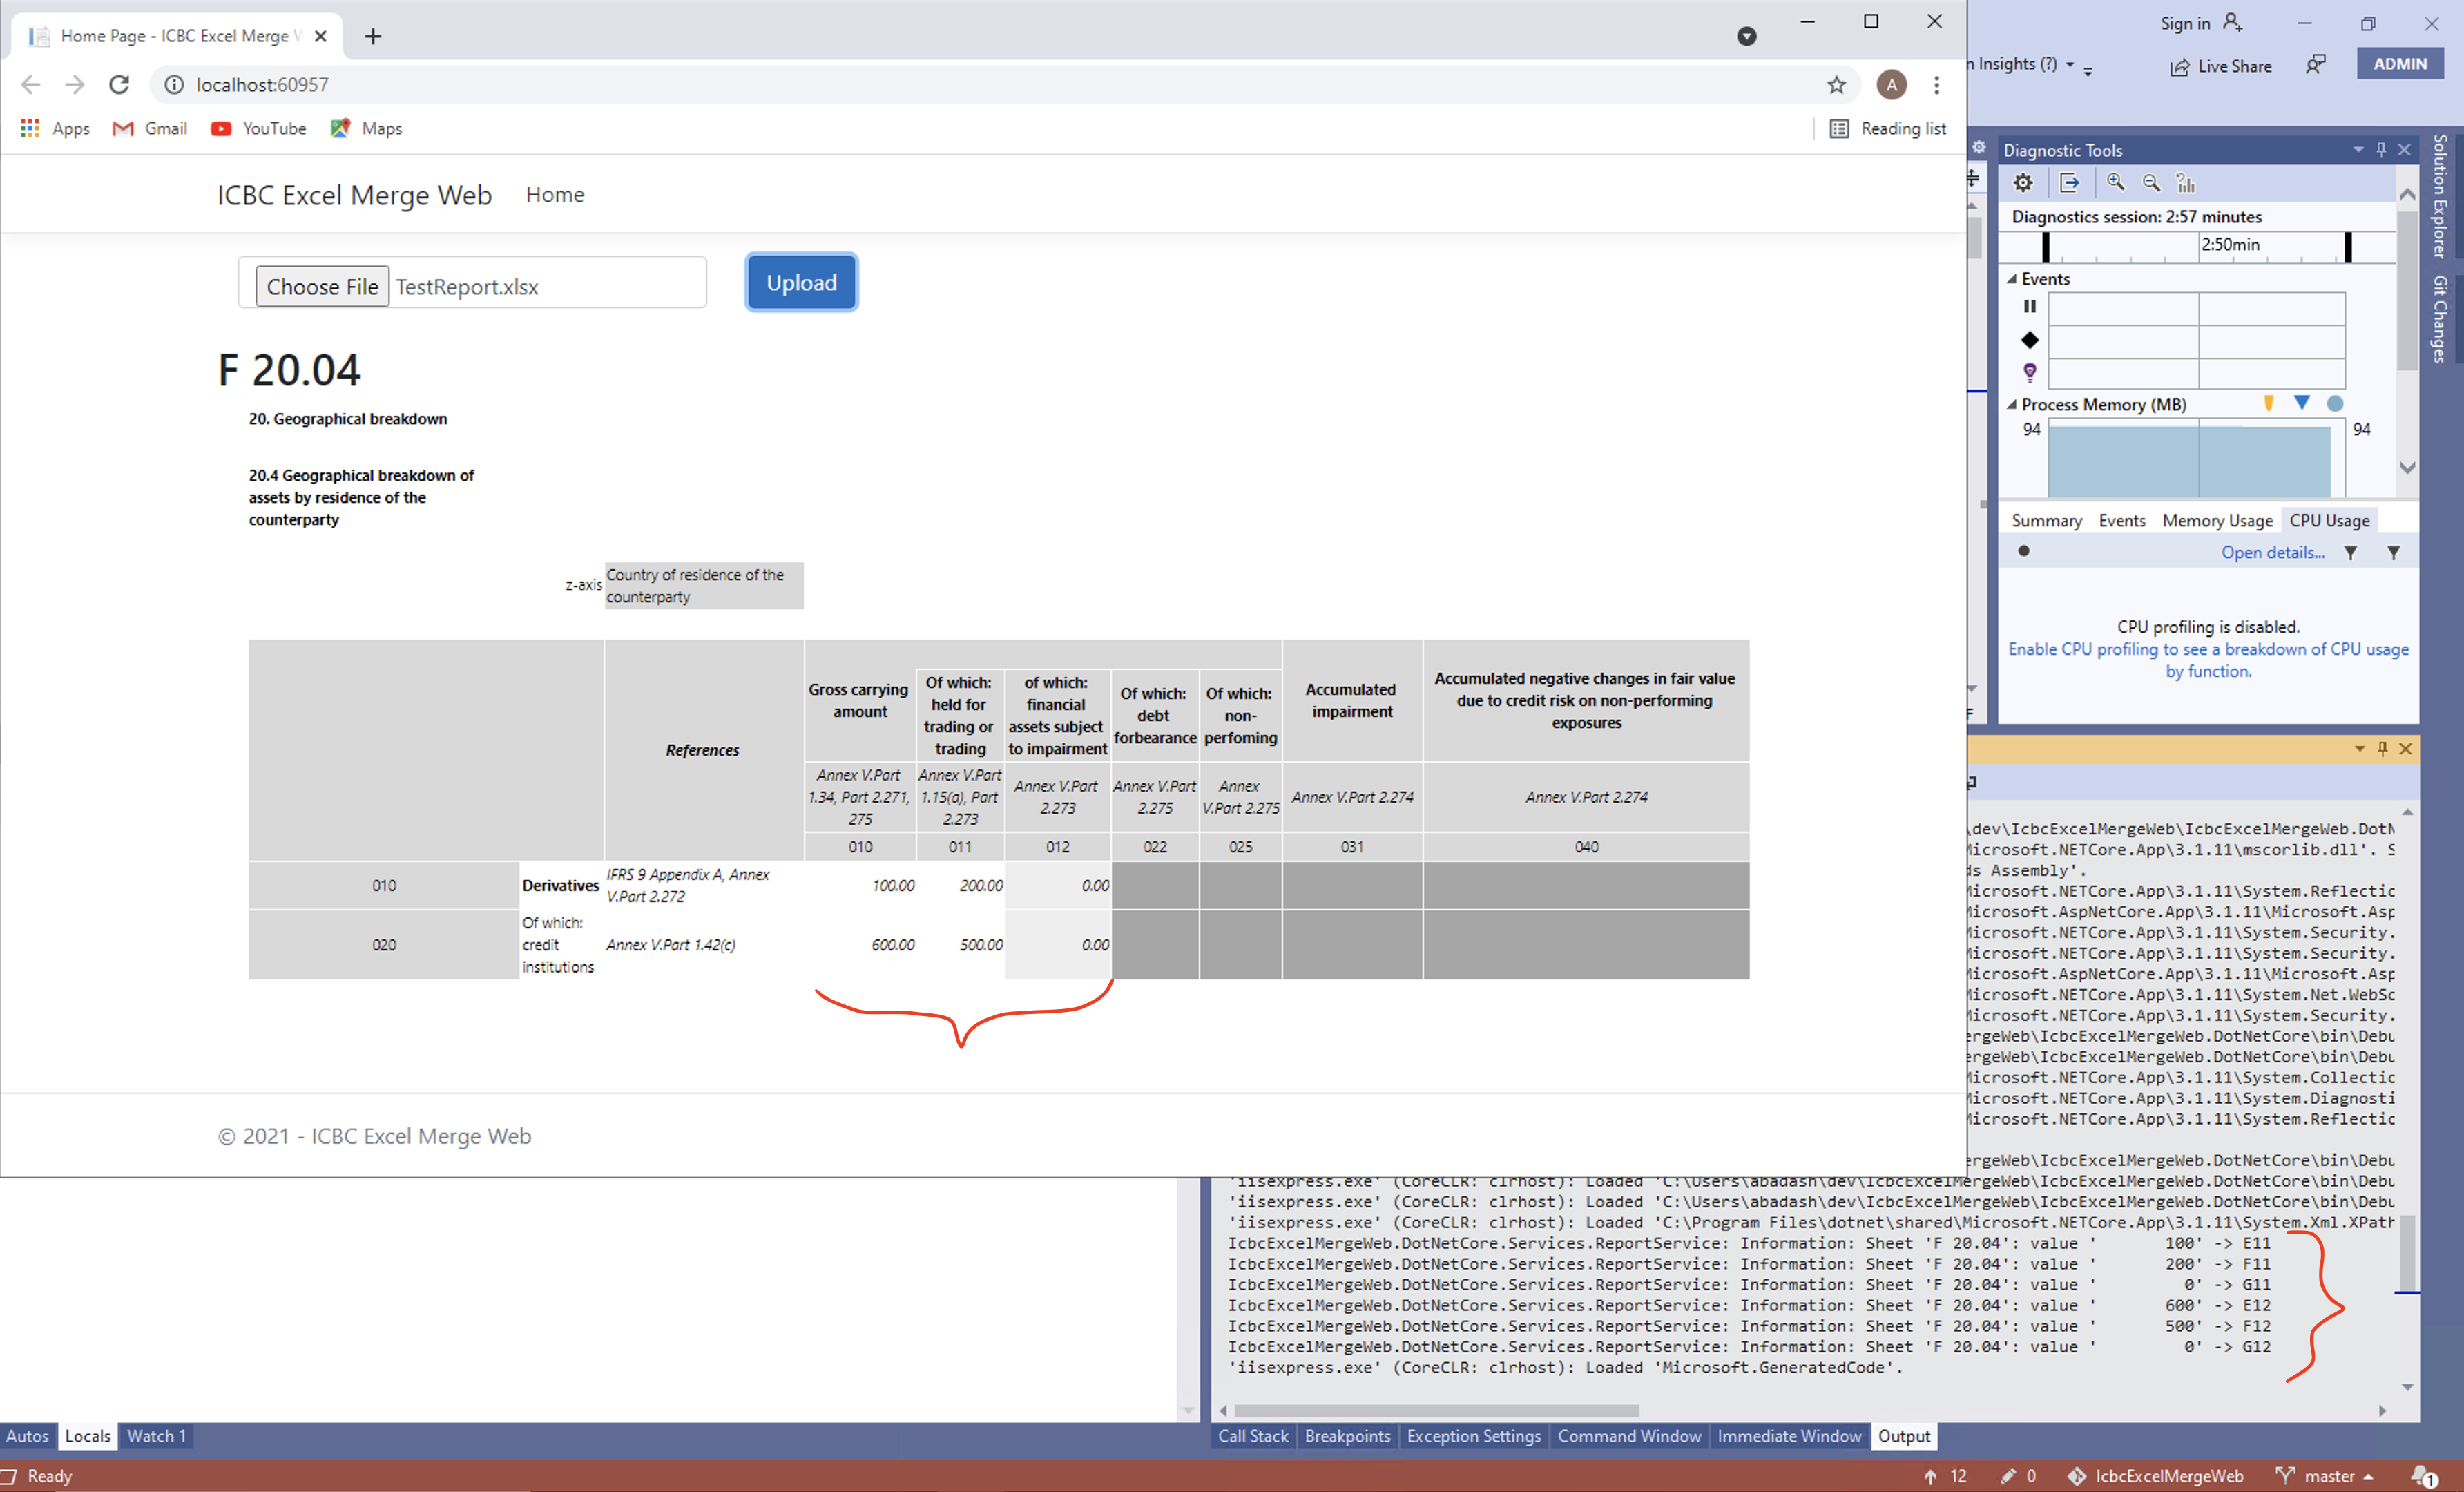 Home Page - ICBC Excel Merge
localhost:60957
A
Apps Gmail YouTube Maps Reading list
ICBC Excel Merge Web Home
Choose File TestReport.xlsx Upload
F 20.04
20. Geographical breakdown
20.4 Geographical breakdown of
assets by residence of the
counterparty
z-axis
Country of residence of the
counterparty
References
Gross carrying
amount
Of which:
held for
trading or
trading
of which:
financial
assets subject
to impairment
Of which:
debt
forbearance
Of which:
non-
perfoming
Accumulated
impairment
Accumulated negative changes in fair value
due to credit risk on non-performing
exposures
Annex V.Part
1.34, Part 2.271,
275
Annex V.Part
1.15(a), Part
2.273
Annex V.Part
2.273
Annex V.Part
2.275
Annex
V.Part 2.275
Annex V.Part 2.274
Annex V.Part 2.274
010 011 012 022 025 031 040
010
Derivatives
IFRS 9 Appendix A, Annex
V.Part 2.272
100.00 200.00 0.00
020
Of which:
credit
institutions
Annex V.Part 1.42(c)
600.00 500.00 0.00
© 2021 - ICBC Excel Merge Web
Sign in
n Insights (?) Live Share ADMIN
Solution Explorer
Git Changes
Diagnostic Tools
Diagnostics session: 2:57 minutes
2:50min
Events
Process Memory (MB)
94 94
Summary Events Memory Usage CPU Usage
Open details...
CPU profiling is disabled.
Enable CPU profiling to see a breakdown of CPU usage
by function.
\dev\IcbcExcelMergeWeb\IcbcExcelMergeWeb.DotN
Microsoft.NETCore.App\3.1.11\mscorlib.dll'. S
ds Assembly'.
Microsoft.NETCore.App\3.1.11\System.Reflectic
Microsoft.AspNetCore.App\3.1.11\Microsoft.Asp
Microsoft.NETCore.App\3.1.11\System.Security.
Microsoft.NETCore.App\3.1.11\System.Security.
Microsoft.AspNetCore.App\3.1.11\Microsoft.Asp
Microsoft.NETCore.App\3.1.11\System.Net.WebSc
Microsoft.NETCore.App\3.1.11\System.Security.
ergeWeb\IcbcExcelMergeWeb.DotNetCore\bin\Debu
ergeWeb\IcbcExcelMergeWeb.DotNetCore\bin\Debu
Microsoft.NETCore.App\3.1.11\System.Collectic
Microsoft.NETCore.App\3.1.11\System.Diagnosti
Microsoft.NETCore.App\3.1.11\System.Reflectic
ergeWeb\IcbcExcelMergeWeb.DotNetCore\bin\Debu
'iisexpress.exe' (CoreCLR: clrhost): Loaded 'C:\Users\abadash\dev\IcbcExcelMergeWeb\IcbcExcelMergeWeb.DotNetCore\bin\Debu
'iisexpress.exe' (CoreCLR: clrhost): Loaded 'C:\Users\abadash\dev\IcbcExcelMergeWeb\IcbcExcelMergeWeb.DotNetCore\bin\Debu
'iisexpress.exe' (CoreCLR: clrhost): Loaded 'C:\Program Files\dotnet\shared\Microsoft.NETCore.App\3.1.11\System.Xml.XPath
IcbcExcelMergeWeb.DotNetCore.Services.ReportService: Information: Sheet 'F 20.04': value ' 100' -> E11
IcbcExcelMergeWeb.DotNetCore.Services.ReportService: Information: Sheet 'F 20.04': value ' 200' -> F11
IcbcExcelMergeWeb.DotNetCore.Services.ReportService: Information: Sheet 'F 20.04': value ' 0' -> G11
IcbcExcelMergeWeb.DotNetCore.Services.ReportService: Information: Sheet 'F 20.04': value ' 600' -> E12
IcbcExcelMergeWeb.DotNetCore.Services.ReportService: Information: Sheet 'F 20.04': value ' 500' -> F12
IcbcExcelMergeWeb.DotNetCore.Services.ReportService: Information: Sheet 'F 20.04': value ' 0' -> G12
'iisexpress.exe' (CoreCLR: clrhost): Loaded 'Microsoft.GeneratedCode'.
Autos Locals Watch 1
Call Stack Breakpoints Exception Settings Command Window Immediate Window Output
Ready
12 0 IcbcExcelMergeWeb master 1